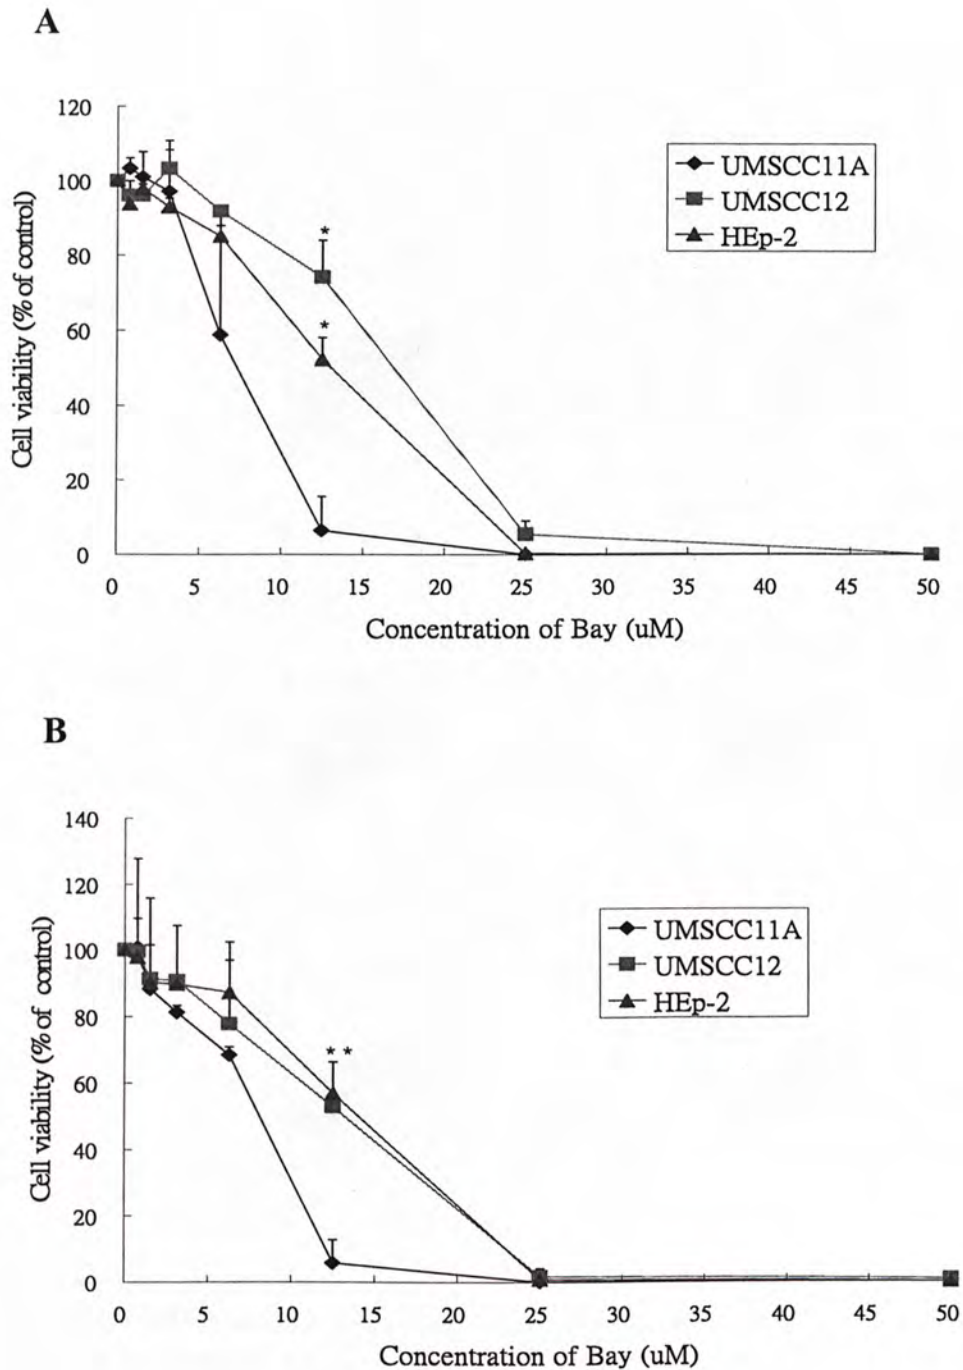 A
120
100
80
60
40
20
0
Cell viability (% of control)
*
*
UMSCC11A
UMSCC12
HEp-2
0 5 10 15 20 25 30 35 40 45 50
Concentration of Bay (uM)
B
140
120
100
80
60
40
20
0
Cell viability (% of control)
* *
UMSCC11A
UMSCC12
HEp-2
0 5 10 15 20 25 30 35 40 45 50
Concentration of Bay (uM)